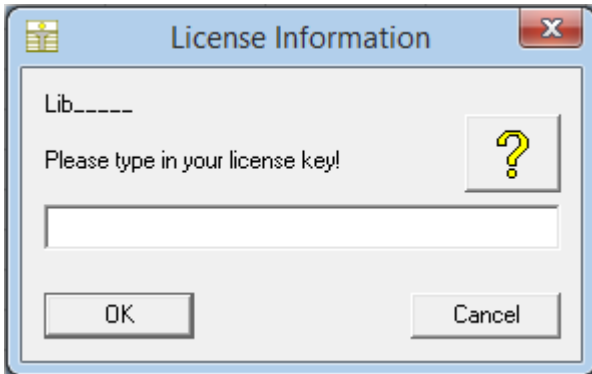 License Information
Lib_____
Please type in your license key!
?
OK
Cancel